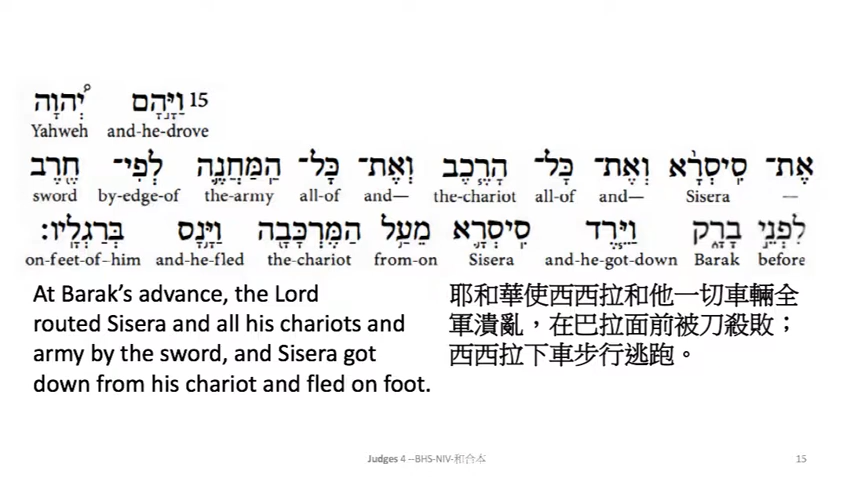 15 וַיָּ֣הָם יְ֠הוָה
and-he-drove Yahweh
אֶת־ סִֽיסְרָ֨א וְאֶת־ כָּל־ הָרֶ֧כֶב וְאֶת־ כָּל־ הַֽמַּחֲנֶ֛ה לְפִי־ חֶ֖רֶב
— Sisera and— all-of the-chariot and— all-of the-army by-edge-of sword
לִפְנֵ֣י בָרָ֑ק וַיֵּ֧רֶד סִֽיסְרָ֛א מֵעַ֥ל הַמֶּרְכָּבָ֖ה וַיָּ֥נָס בְּרַגְלָֽיו׃
before Barak and-he-got-down Sisera from-on the-chariot and-he-fled on-feet-of-him
At Barak’s advance, the Lord
routed Sisera and all his chariots and
army by the sword, and Sisera got
down from his chariot and fled on foot.
耶和華使西西拉和他一切車輛全
軍潰亂，在巴拉面前被刀殺敗；
西西拉下車步行逃跑。
Judges 4 --BHS-NIV-和合本
15